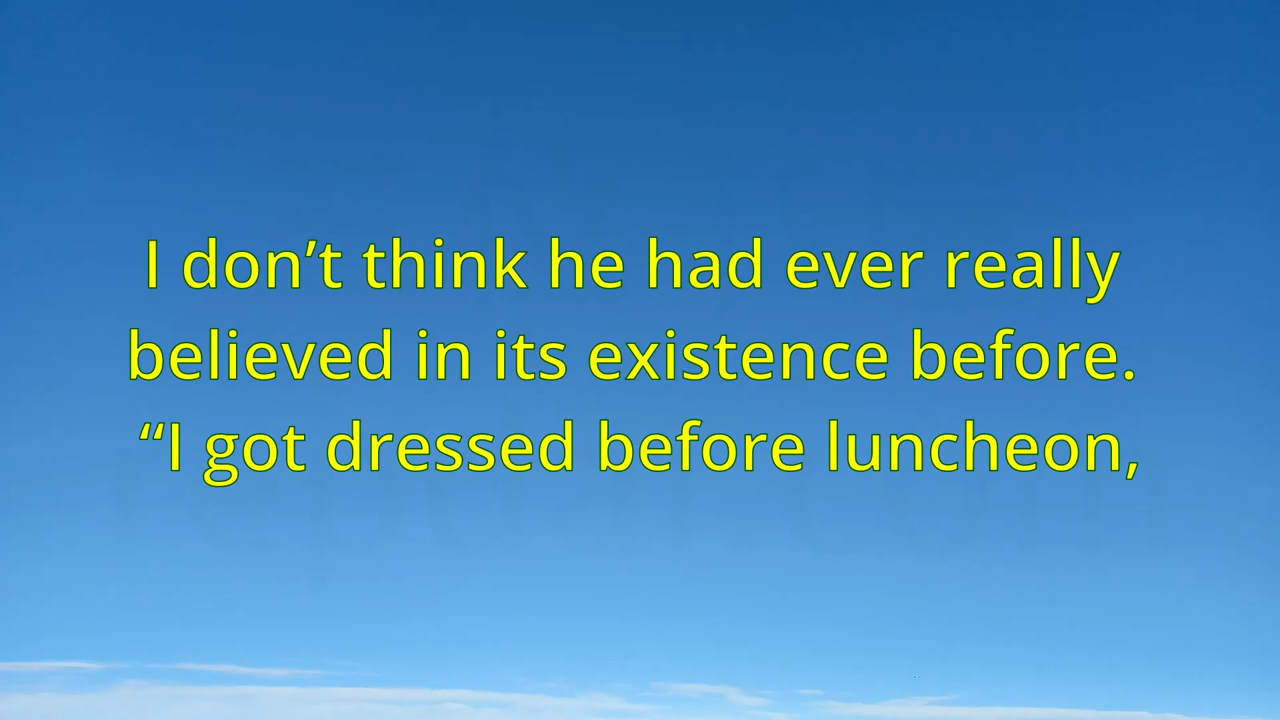 I don’t think he had ever really
believed in its existence before.
“I got dressed before luncheon,